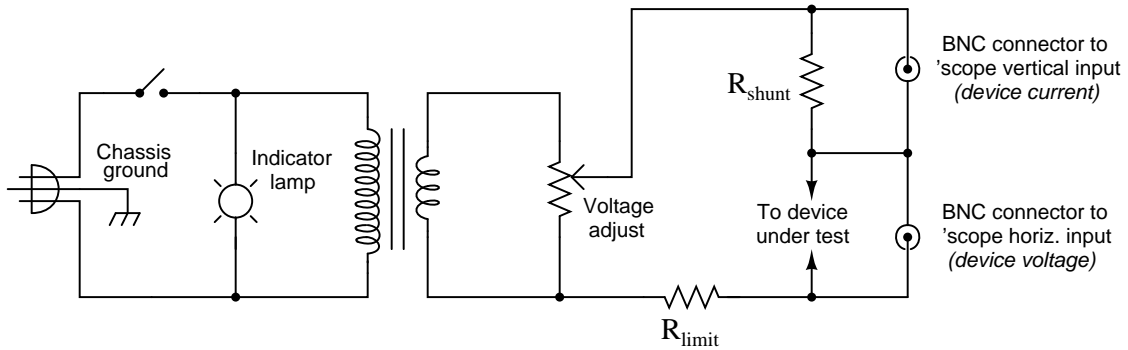 Chassis
ground
Indicator
lamp
Voltage
adjust
Rshunt
BNC connector to
'scope vertical input
(device current)
To device
under test
BNC connector to
'scope horiz. input
(device voltage)
Rlimit